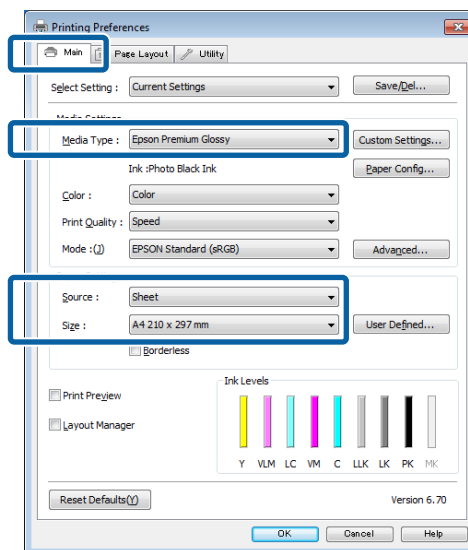 Printing Preferences
Main Page Layout Utility
Select Setting : Current Settings Save/Del...
Media Settings
Media Type : Epson Premium Glossy Custom Settings...
Ink :Photo Black Ink Paper Config...
Color : Color
Print Quality : Speed
Mode :(J) EPSON Standard (sRGB) Advanced...
Source : Sheet
Size : A4 210 x 297 mm User Defined...
Borderless
Ink Levels
Print Preview
Layout Manager
Y VLM LC VM C LLK LK PK MK
Reset Defaults(Y) Version 6.70
OK Cancel Help